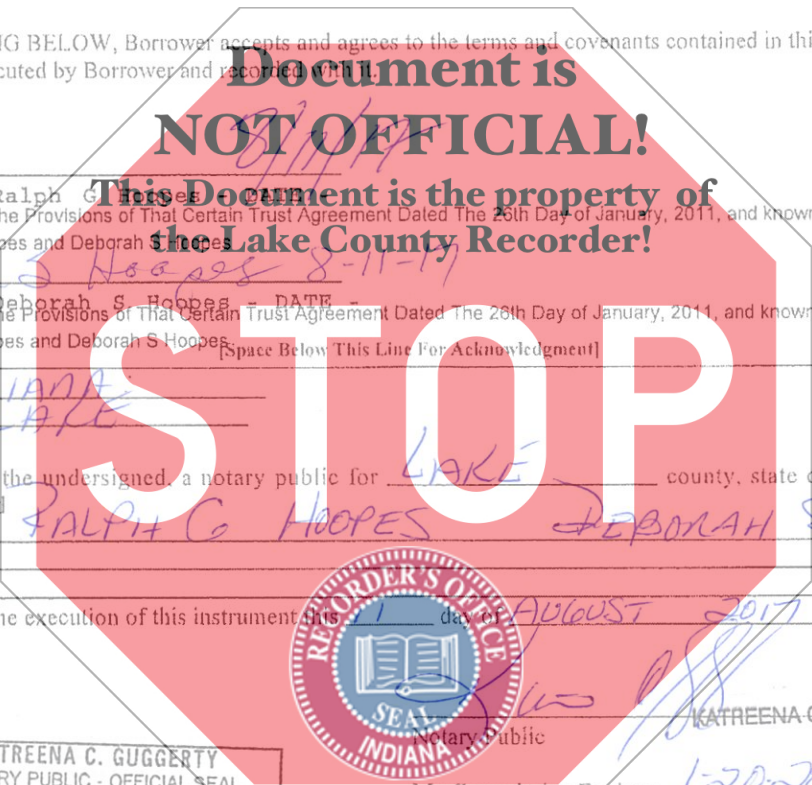 G BELOW, Borrower accepts and agrees to the terms and covenants contained in thi
cuted by Borrower and recorded with it.
Document is
NOT OFFICIAL!
8/11/17
Ralph G Hoopes - DATE -
This Document is the property of
he Provisions of That Certain Trust Agreement Dated The 26th Day of January, 2011, and known
the Lake County Recorder!
pes and Deborah S Hoopes
S Hoopes 8-11-17
Deborah S Hoopes - DATE -
he Provisions of That Certain Trust Agreement Dated The 26th Day of January, 2011, and known
pes and Deborah S Hoopes
[Space Below This Line For Acknowledgment]
STOP
IANA
LAKE
the undersigned, a notary public for LAKE county, state o
RALPH G HOOPES DEBORAH S
RECORDER'S OFFICE
he execution of this instrument this 11 day of AUGUST 2017
SEAL
INDIANA
KATREENA
Notary Public
TREENA C. GUGGERTY
RY PUBLIC - OFFICIAL SEAL